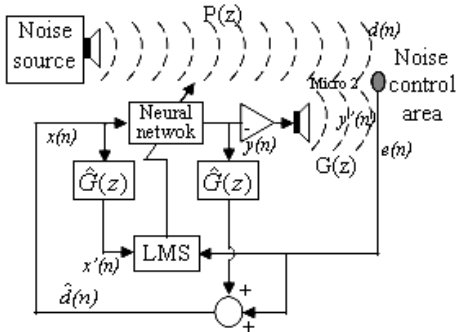 P(z)
d(n)
Noise
source
Noise
control
area
Micro 2
Neural
netwok
x(n)
-
y(n)
y'(n)
G(z)
e(n)
Ĝ(z)
Ĝ(z)
LMS
x'(n)
d̂(n)
+
+